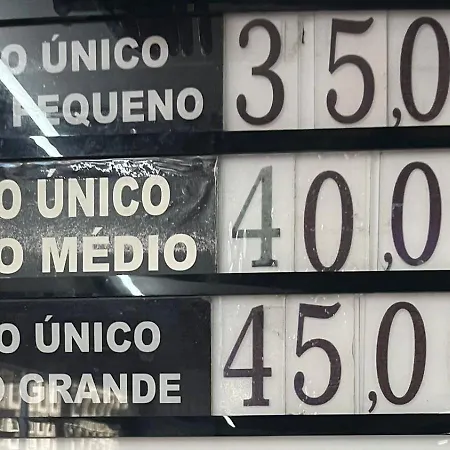 O ÚNICO
PEQUENO 35,0
O ÚNICO
O MÉDIO 40,0
O ÚNICO
O GRANDE 45,0